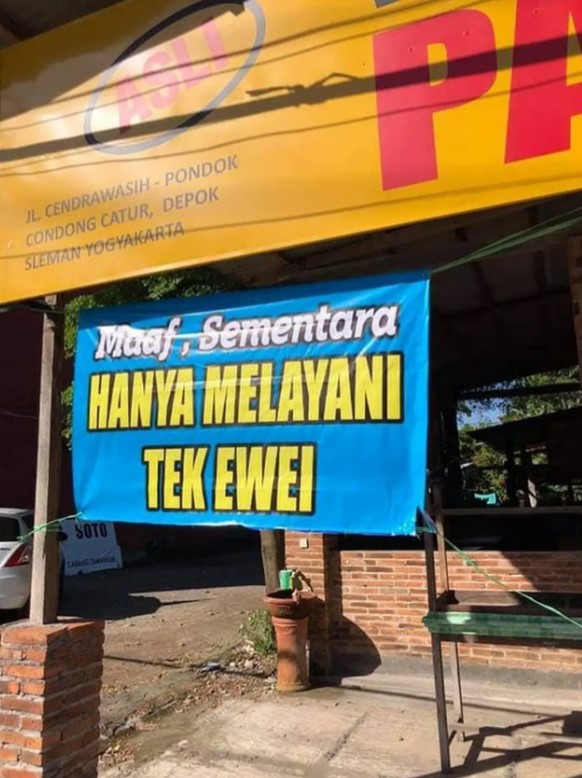 ASLI
PA
JL. CENDRAWASIH - PONDOK
CONDONG CATUR, DEPOK
SLEMAN YOGYAKARTA
Maaf, Sementara
HANYA MELAYANI
TEK EWEI
SOTO